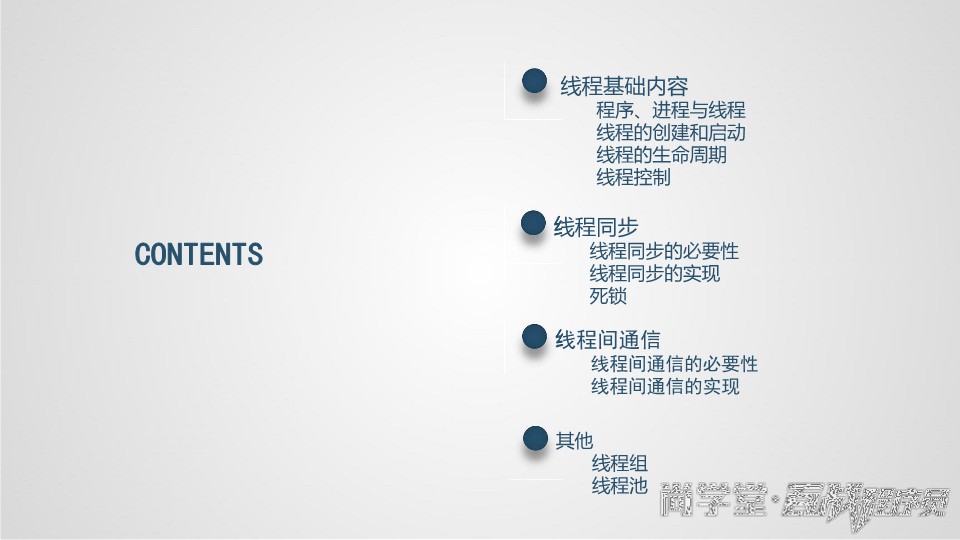 CONTENTS
线程基础内容
程序、进程与线程
线程的创建和启动
线程的生命周期
线程控制
线程同步
线程同步的必要性
线程同步的实现
死锁
线程间通信
线程间通信的必要性
线程间通信的实现
其他
线程组
线程池
尚学堂·